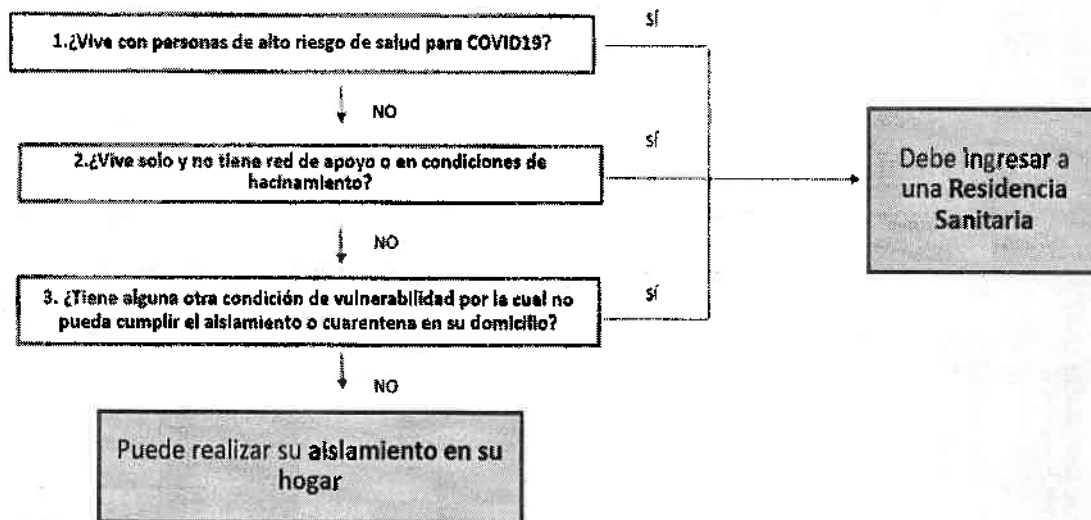 sí
1.¿Vive con personas de alto riesgo de salud para COVID19?
NO
sí
2.¿Vive solo y no tiene red de apoyo o en condiciones de
hacinamiento?
Debe ingresar a
una Residencia
Sanitaria
NO
sí
3. ¿Tiene alguna otra condición de vulnerabilidad por la cual no
pueda cumplir el aislamiento o cuarentena en su domicilio?
NO
Puede realizar su aislamiento en su
hogar